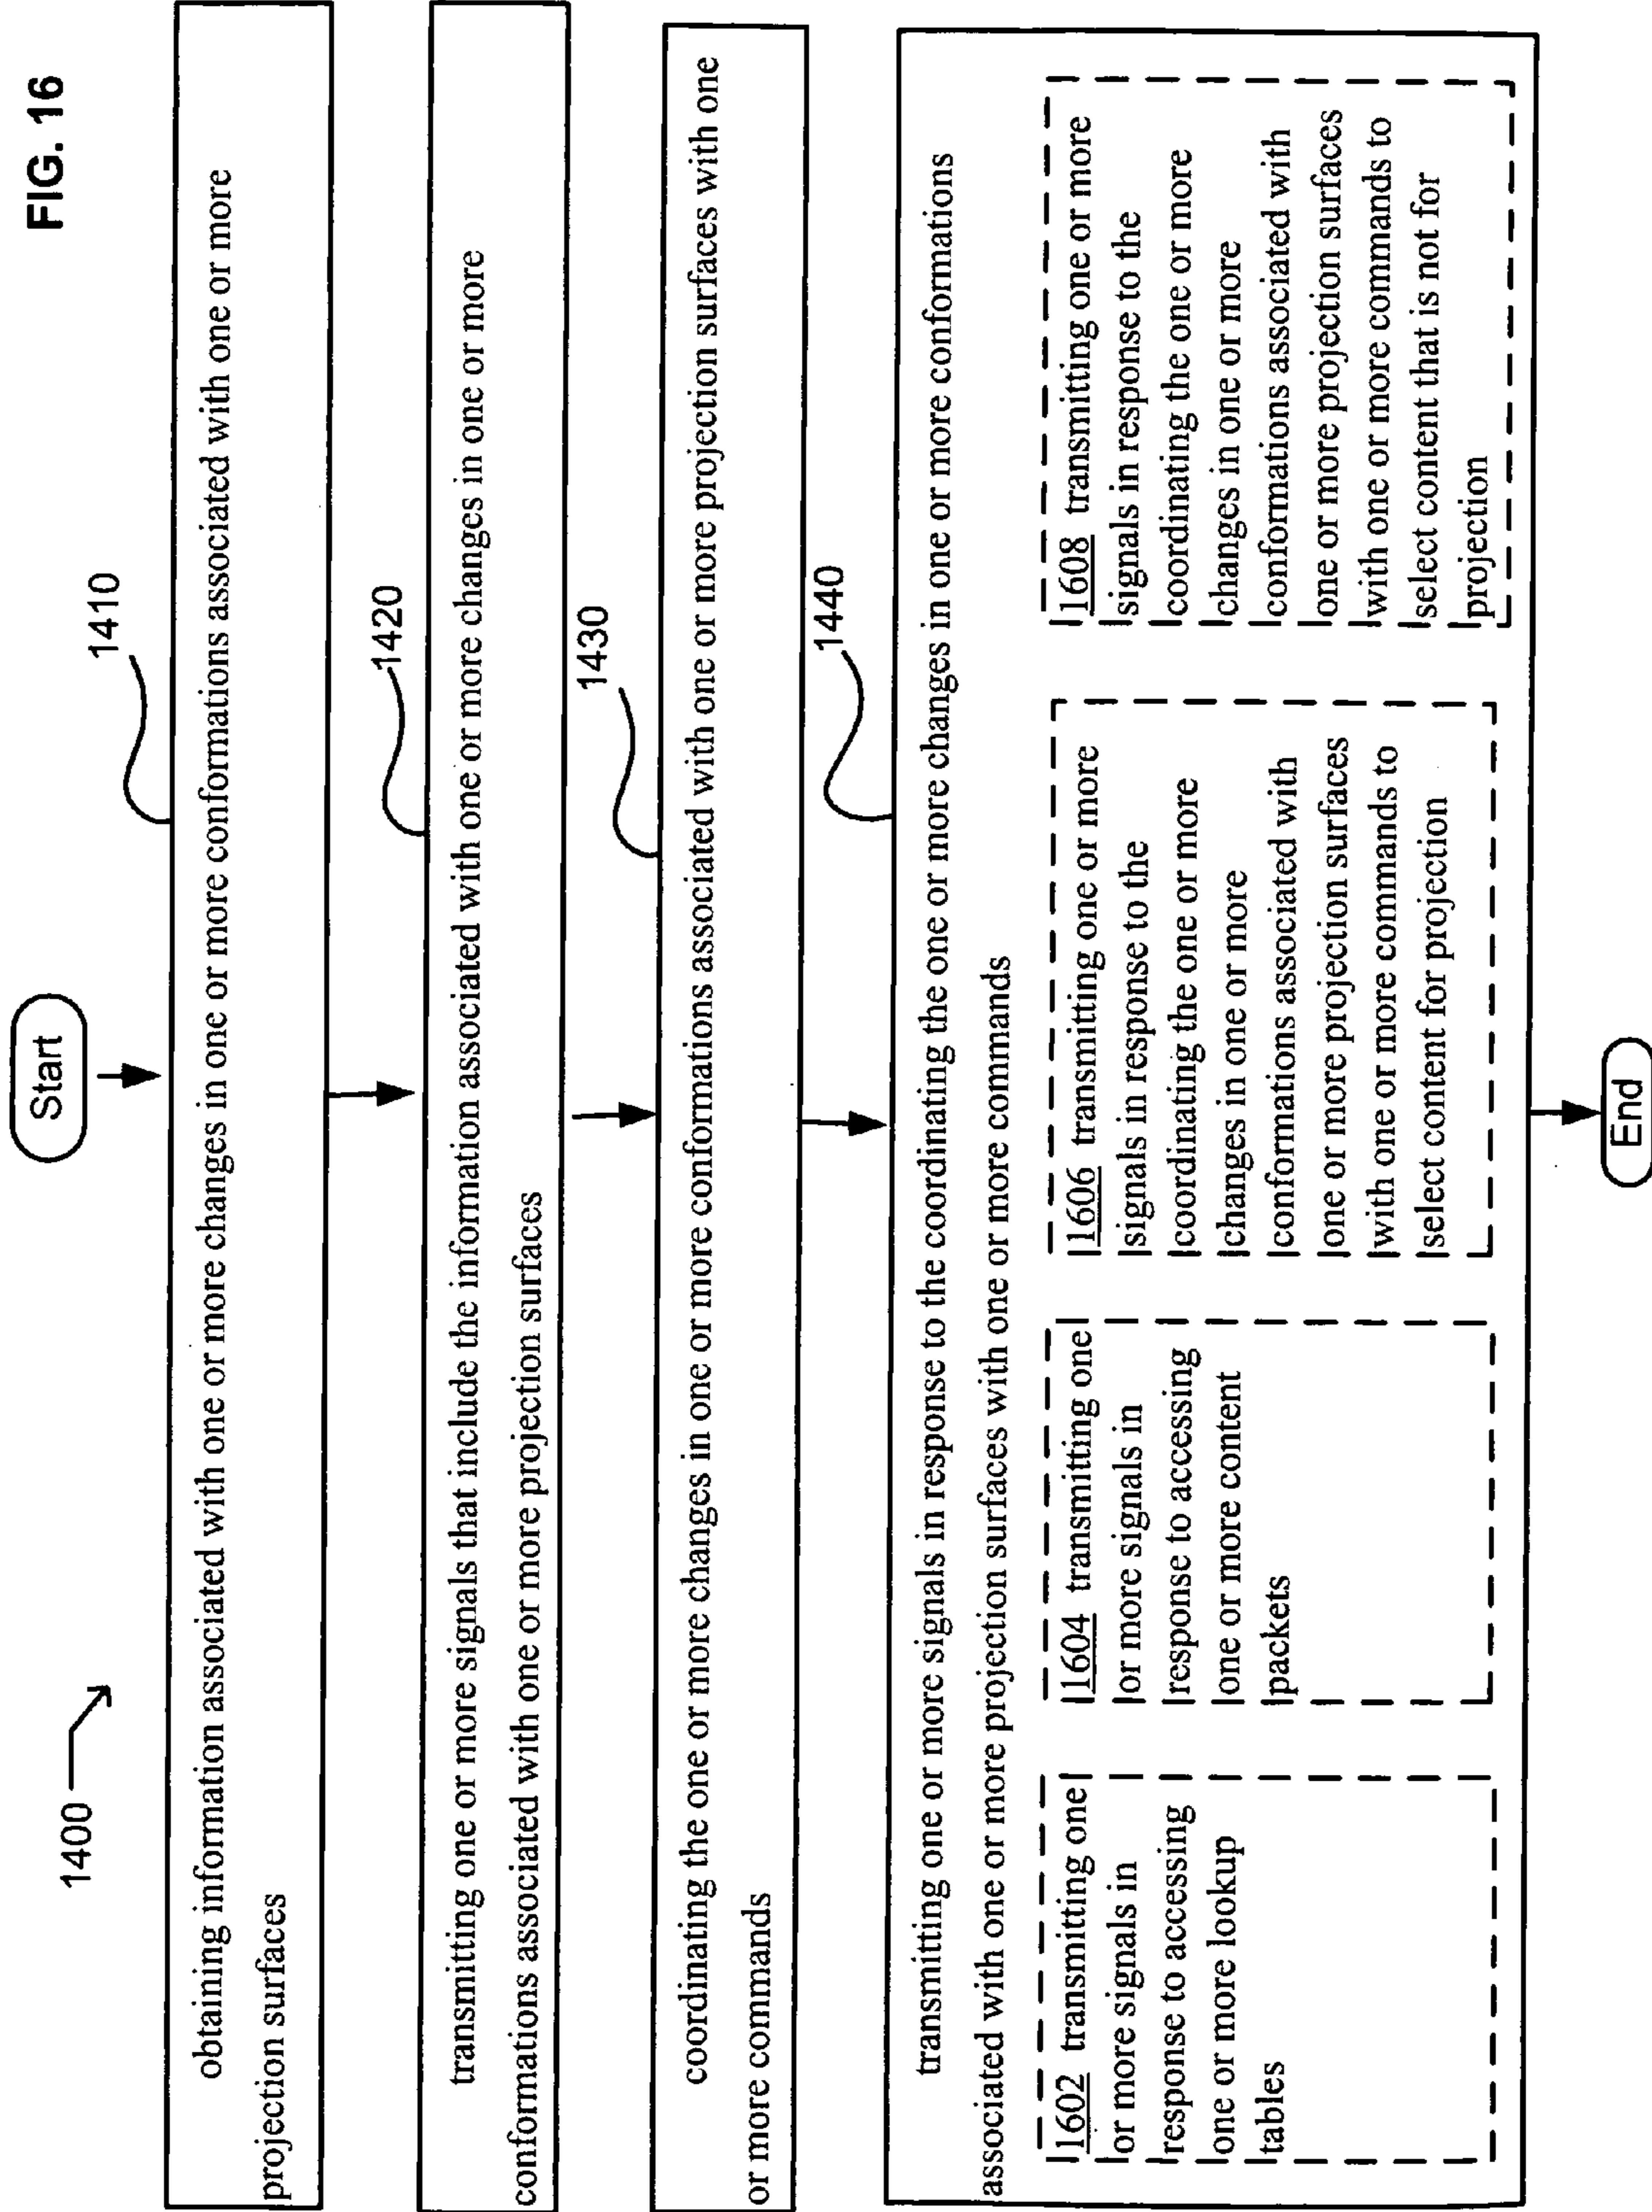 FIG. 16
1400
Start
1410
obtaining information associated with one or more changes in one or more conformations associated with one or more
projection surfaces
1420
transmitting one or more signals that include the information associated with one or more changes in one or more
conformations associated with one or more projection surfaces
1430
coordinating the one or more changes in one or more conformations associated with one or more projection surfaces with one
or more commands
1440
transmitting one or more signals in response to the coordinating the one or more changes in one or more conformations
associated with one or more projection surfaces with one or more commands
1602 transmitting one
or more signals in
response to accessing
one or more lookup
tables
1604 transmitting one
or more signals in
response to accessing
one or more content
packets
1606 transmitting one or more
signals in response to the
coordinating the one or more
changes in one or more
conformations associated with
one or more projection surfaces
with one or more commands to
select content for projection
1608 transmitting one or more
signals in response to the
coordinating the one or more
changes in one or more
conformations associated with
one or more projection surfaces
with one or more commands to
select content that is not for
projection
End